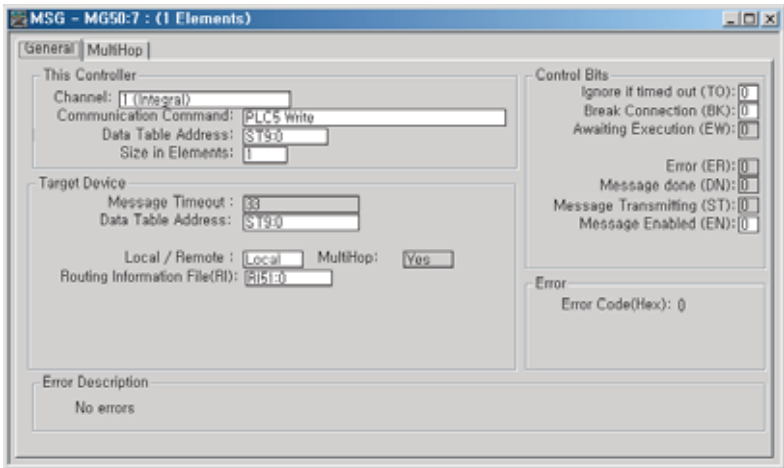 MSG - MG50:7 : (1 Elements)
General MultiHop
This Controller
Channel: 1 (Integral)
Communication Command: PLC5 Write
Data Table Address: ST9:0
Size in Elements: 1
Target Device
Message Timeout : 33
Data Table Address: ST9:0
Local / Remote : Local MultiHop: Yes
Routing Information File(RI): RI51:0
Control Bits
Ignore if timed out (TO): 0
Break Connection (BK): 0
Awaiting Execution (EW): 0
Error (ER): 0
Message done (DN): 0
Message Transmitting (ST): 0
Message Enabled (EN): 0
Error
Error Code(Hex): 0
Error Description
No errors